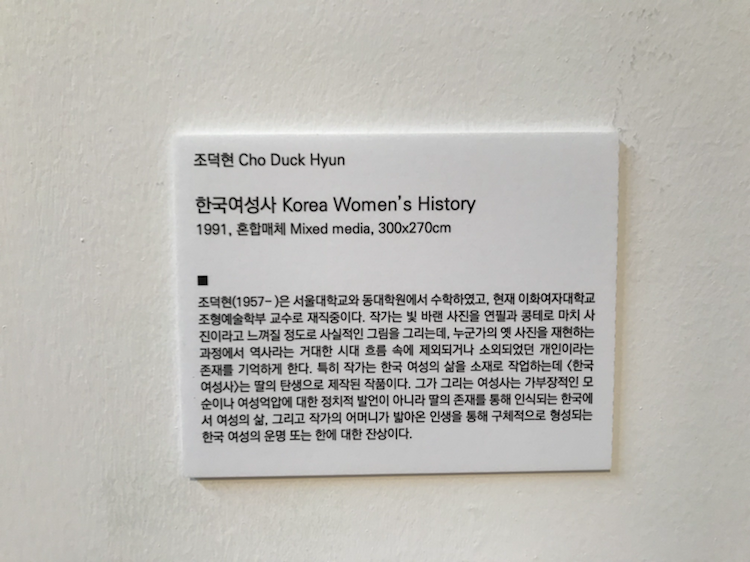 조덕현 Cho Duck Hyun
한국여성사 Korea Women's History
1991, 혼합매체 Mixed media, 300x270cm
조덕현(1957- )은 서울대학교와 동대학원에서 수학하였고, 현재 이화여자대학교
조형예술학부 교수로 재직중이다. 작가는 빛 바랜 사진을 연필과 콩테로 마치 사
진이라고 느껴질 정도로 사실적인 그림을 그리는데, 누군가의 옛 사진을 재현하는
과정에서 역사라는 거대한 시대 흐름 속에 제외되거나 소외되었던 개인이라는
존재를 기억하게 한다. 특히 작가는 한국 여성의 삶을 소재로 작업하는데 <한국
여성사>는 딸의 탄생으로 제작된 작품이다. 그가 그리는 여성사는 가부장적인 모
순이나 여성억압에 대한 정치적 발언이 아니라 딸의 존재를 통해 인식되는 한국에
서 여성의 삶, 그리고 작가의 어머니가 밟아온 인생을 통해 구체적으로 형성되는
한국 여성의 운명 또는 한에 대한 잔상이다.